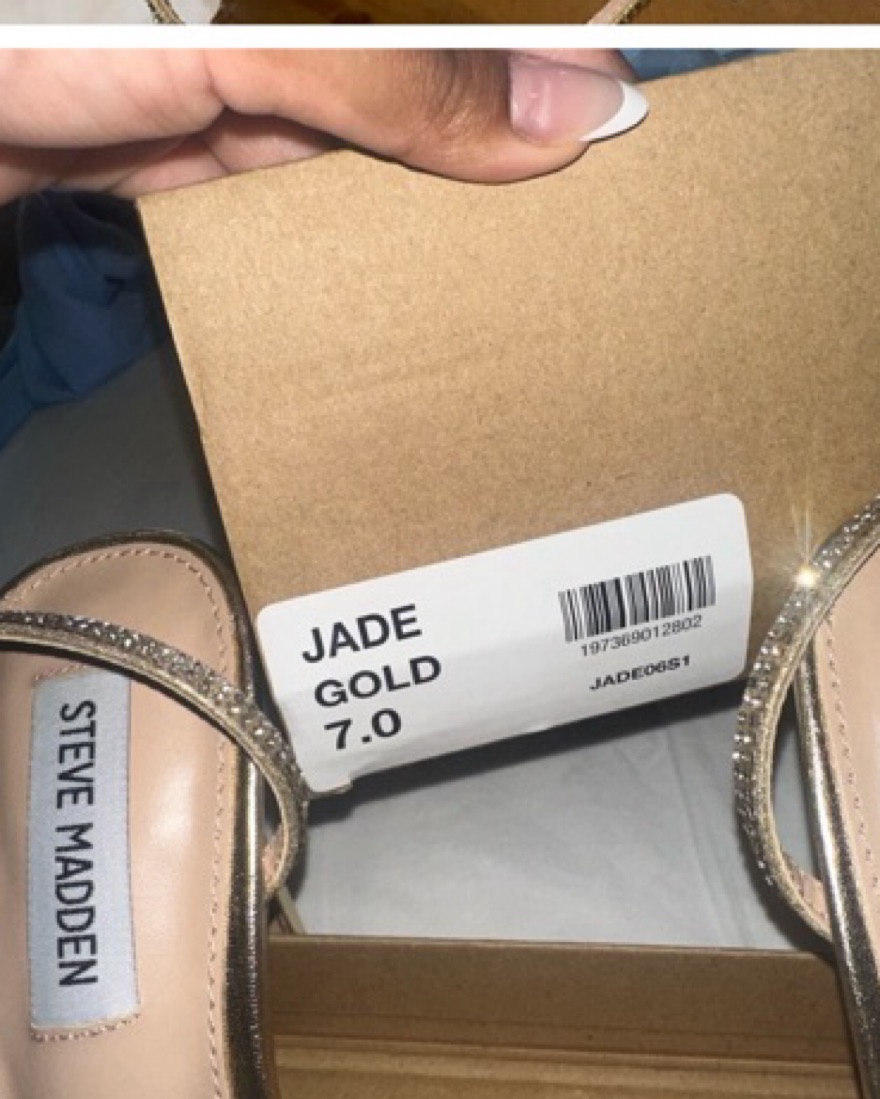 JADE
GOLD
7.0
197369012802
JADE06S1
STEVE MADDEN